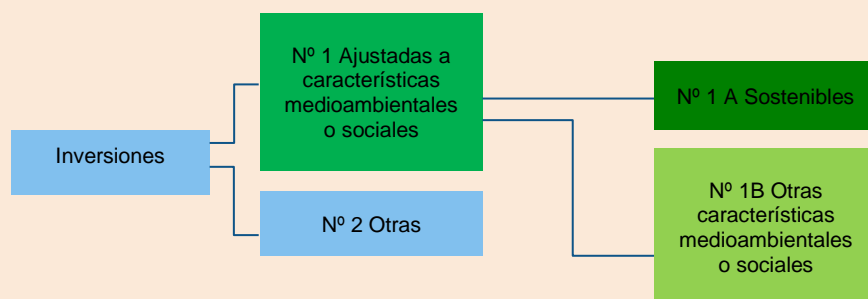 Inversiones
Nº 1 Ajustadas a
características
medioambientales
o sociales
Nº 2 Otras
Nº 1 A Sostenibles
Nº 1B Otras
características
medioambientales
o sociales